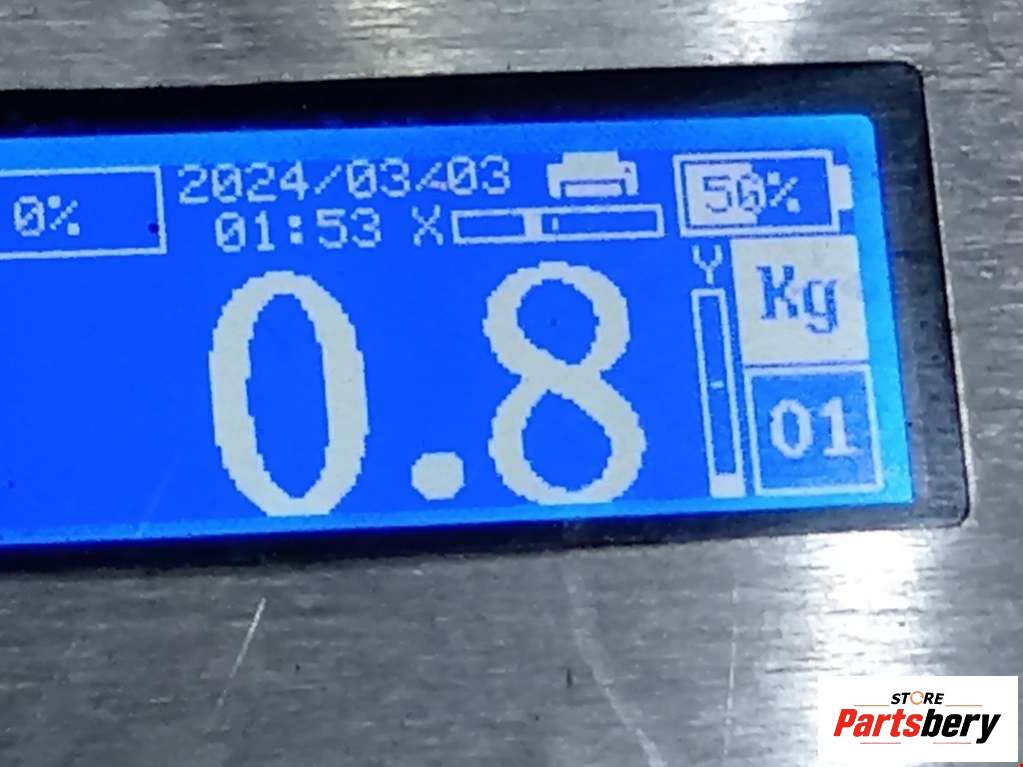 0% 2024/03/03 50%
01:53 X
Y
0.8 Kg
01
STORE
Partsbery